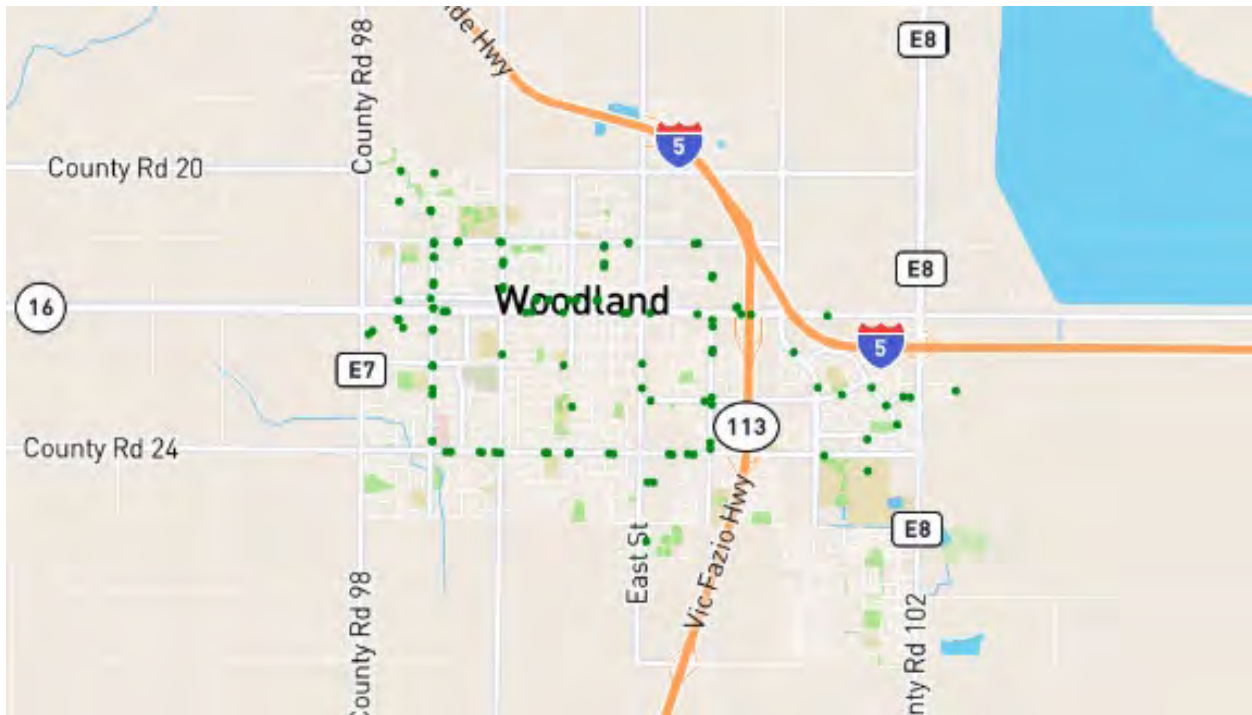 County Rd 98
ide Hwy
E8
5
County Rd 20
E8
16
Woodland
5
E7
113
County Rd 24
E8
East St
Vic Fazio Hwy
County Rd 98
nty Rd 102